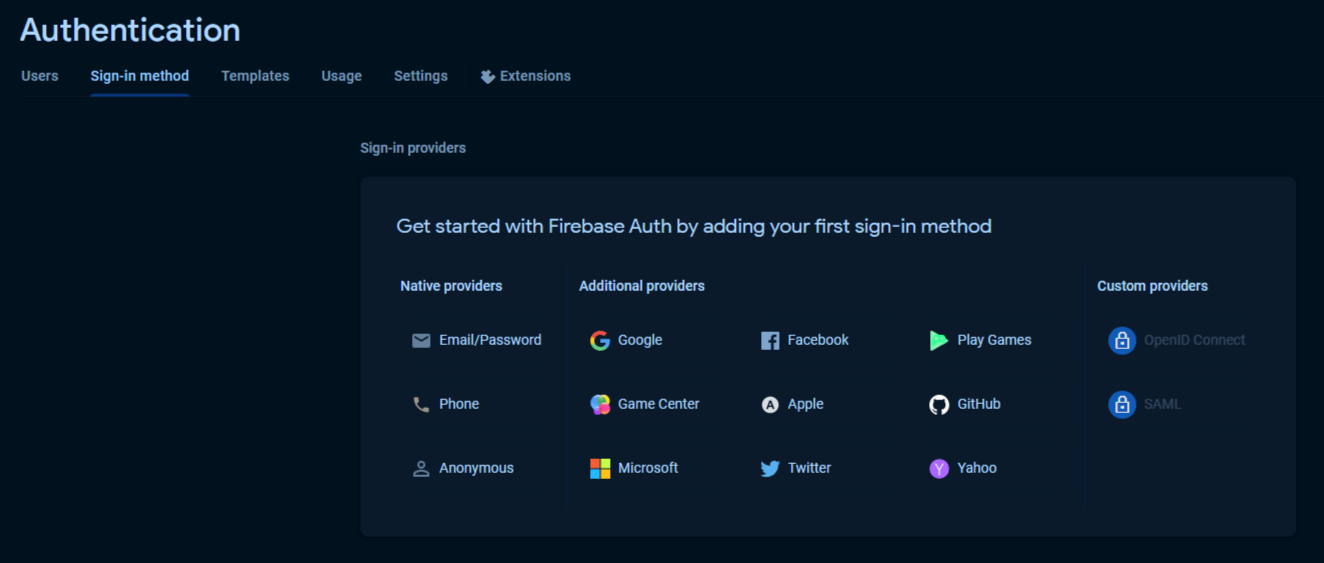 Authentication
Users Sign-in method Templates Usage Settings Extensions
Sign-in providers
Get started with Firebase Auth by adding your first sign-in method
Native providers Additional providers Custom providers
Email/Password Google Facebook Play Games OpenID Connect
Phone Game Center Apple GitHub SAML
Anonymous Microsoft Twitter Yahoo